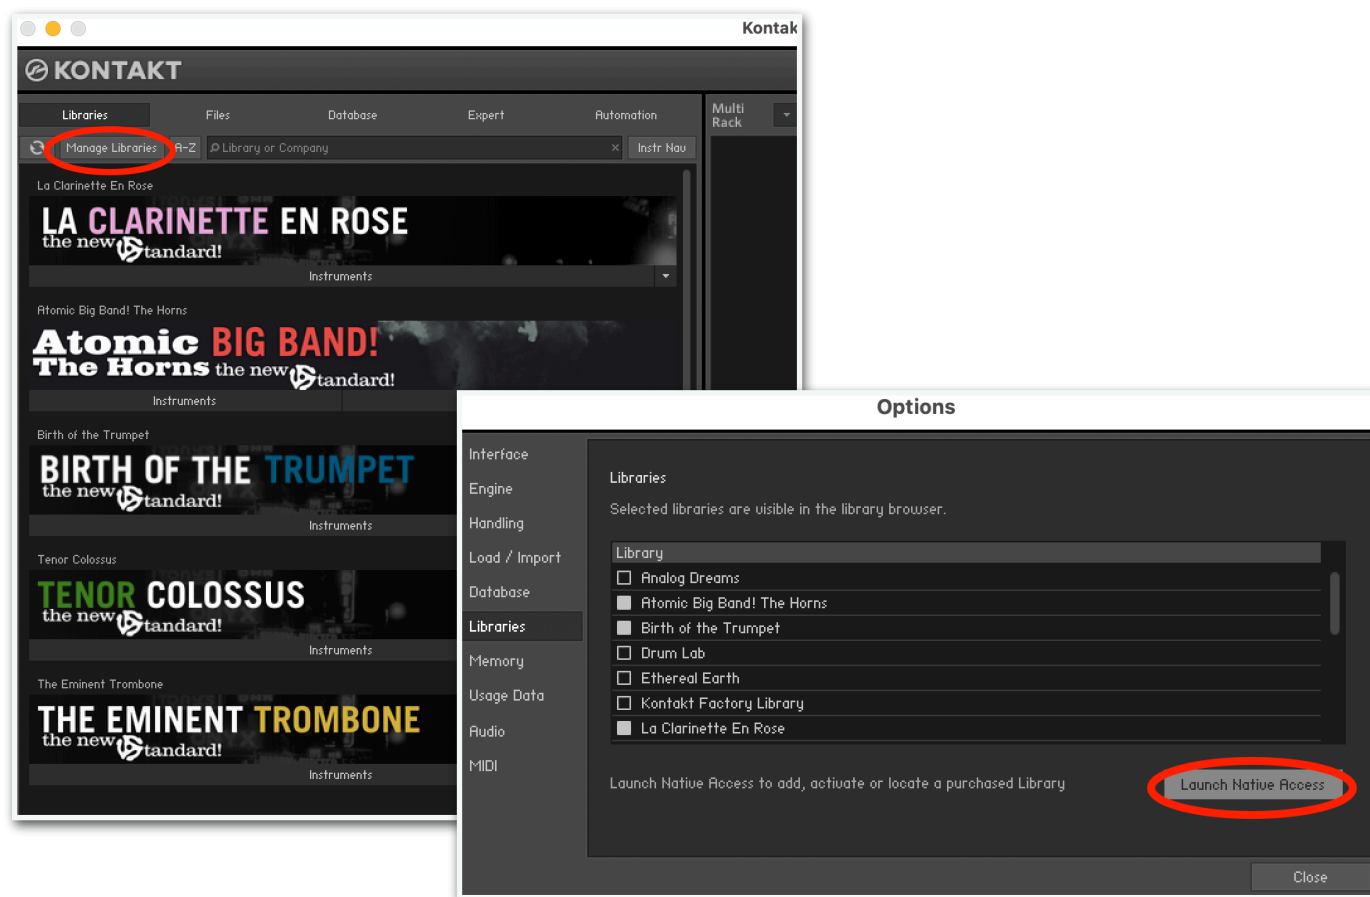 Kontak
KONTAKT
Libraries Files Database Expert Automation
Multi
Rack
Manage Libraries A-Z Library or Company × Instr Nav
La Clarinette En Rose
LA CLARINETTE EN ROSE
the new Standard!
Instruments
Atomic Big Band! The Horns
Atomic BIG BAND!
The Horns the new Standard!
Instruments
Birth of the Trumpet
BIRTH OF THE TRUMPET
the new Standard!
Instruments
Tenor Colossus
TENOR COLOSSUS
the new Standard!
Instruments
The Eminent Trombone
THE EMINENT TROMBONE
the new Standard!
Instruments
Options
Interface
Engine
Handling
Load / Import
Database
Libraries
Memory
Usage Data
Audio
MIDI
Libraries
Selected libraries are visible in the library browser.
Library
Analog Dreams
Atomic Big Band! The Horns
Birth of the Trumpet
Drum Lab
Ethereal Earth
Kontakt Factory Library
La Clarinette En Rose
Launch Native Access to add, activate or locate a purchased Library
Launch Native Access
Close